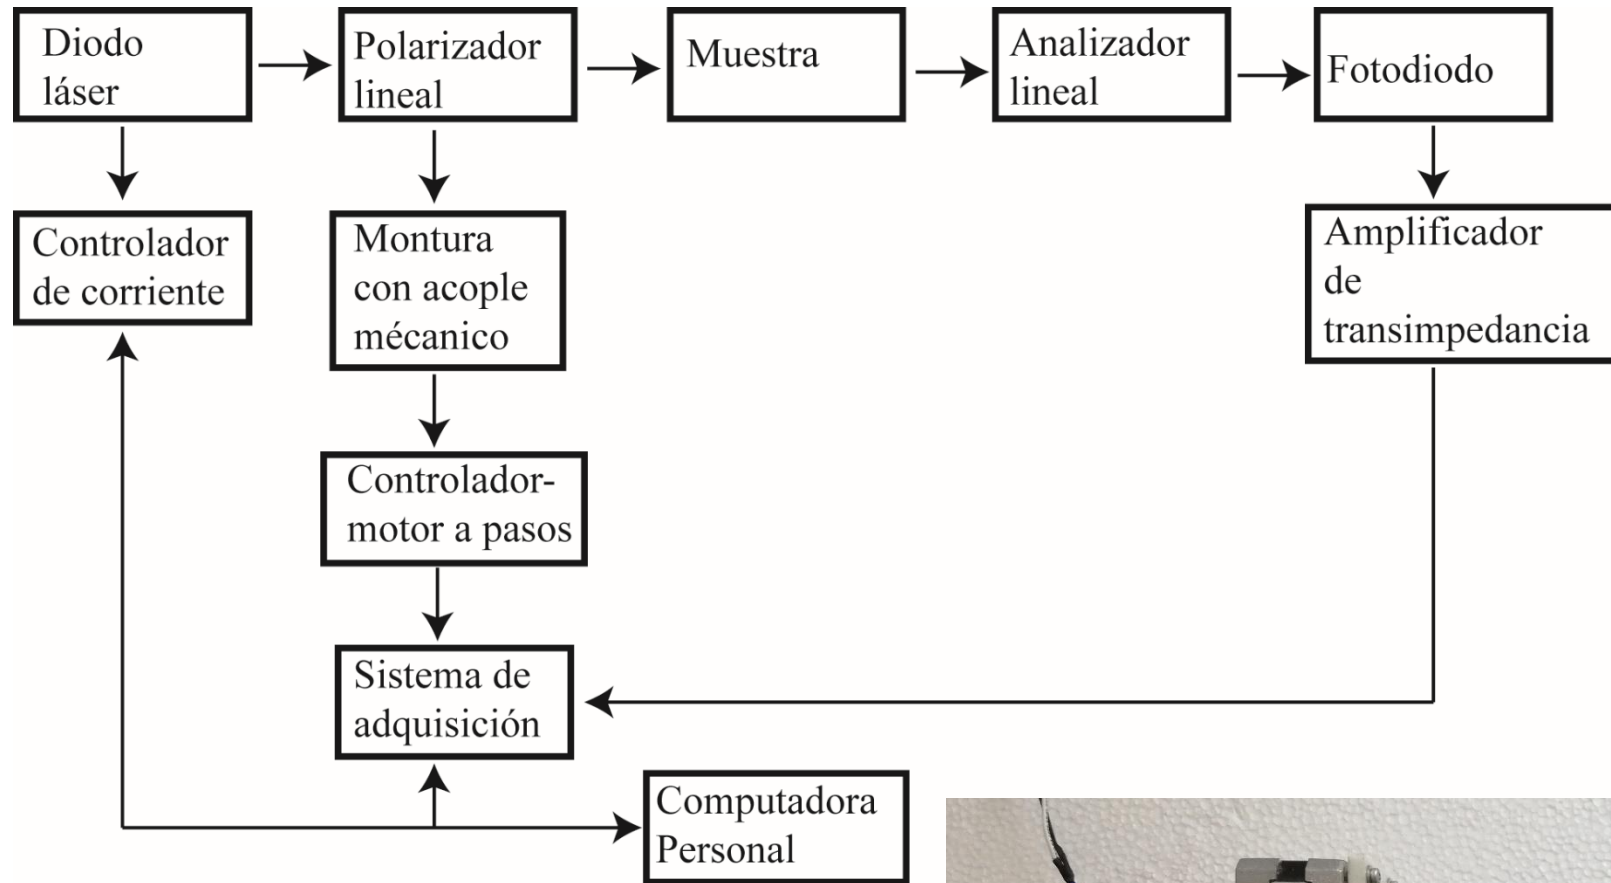 Diodo
láser
Polarizador
lineal
Muestra
Analizador
lineal
Fotodiodo
Controlador
de corriente
Montura
con acople
mécanico
Amplificador
de
transimpedancia
Controlador-
motor a pasos
Sistema de
adquisición
Computadora
Personal